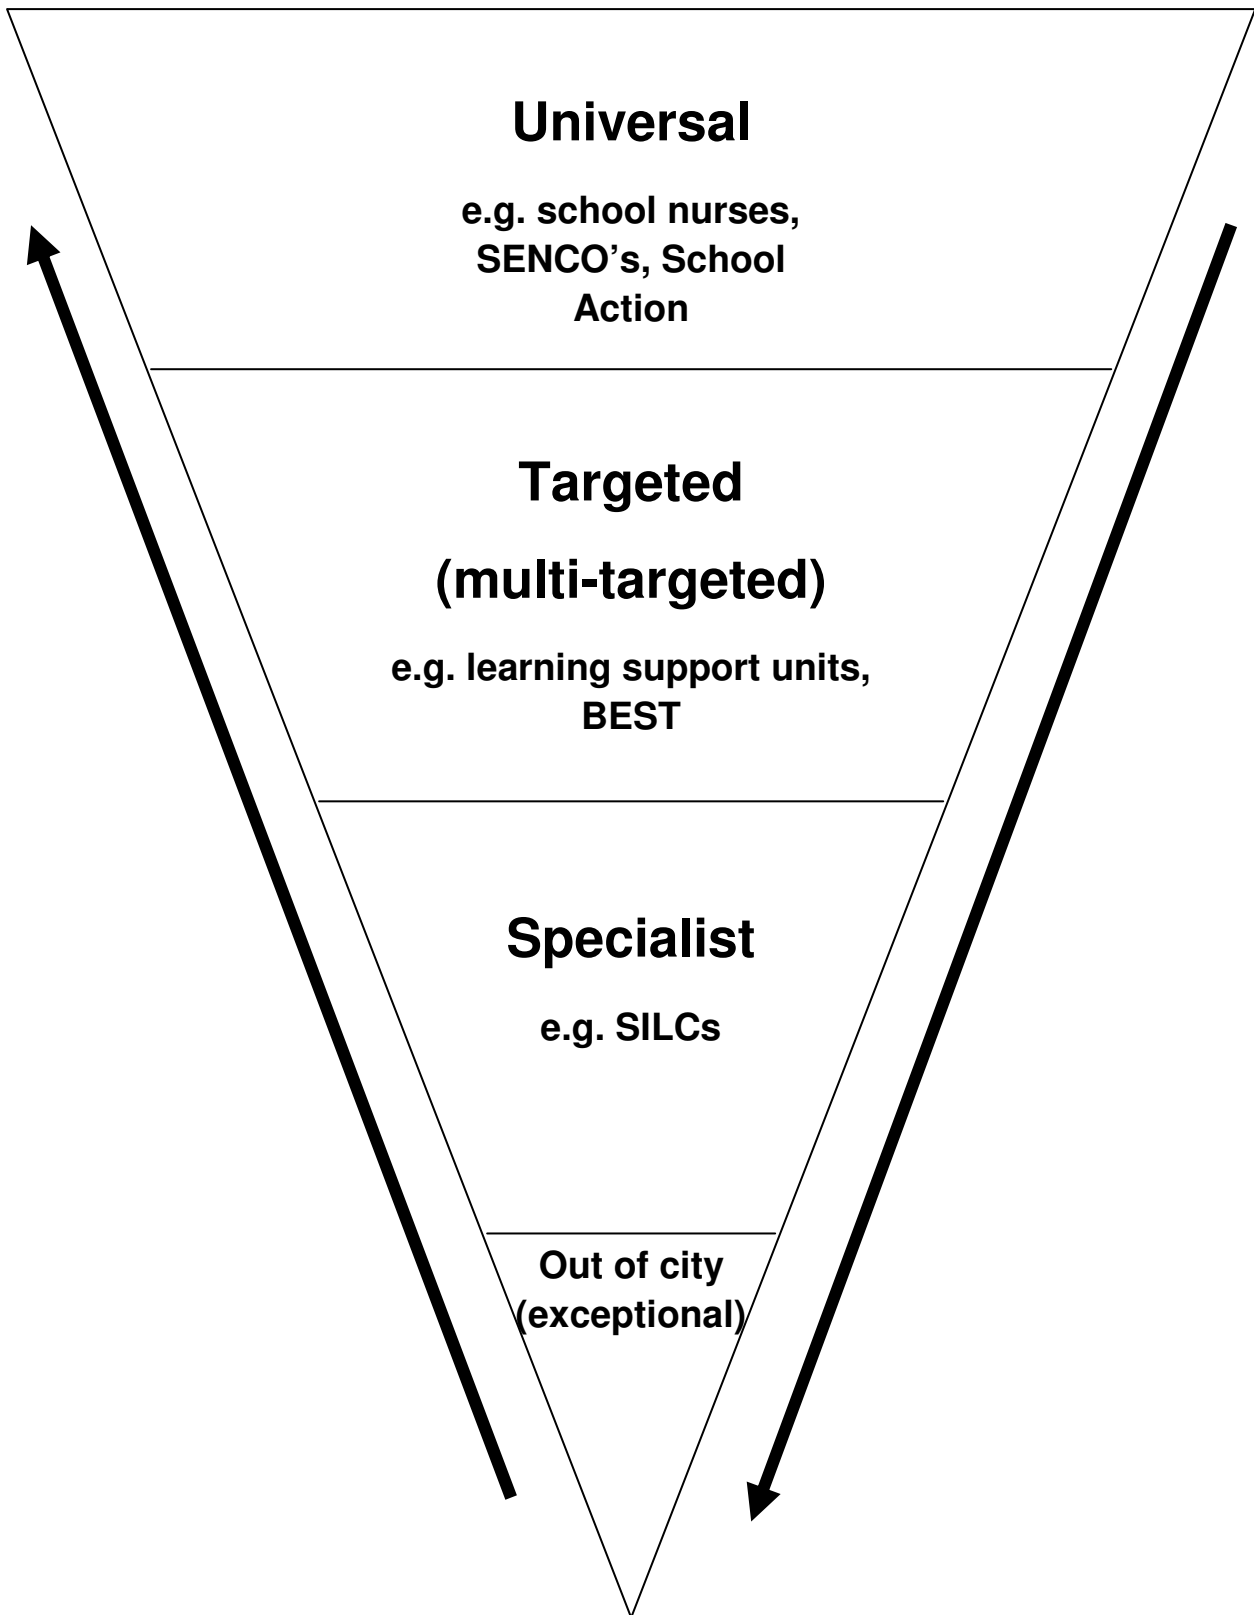 Universal
e.g. school nurses,
SENCO’s, School
Action
Targeted
(multi-targeted)
e.g. learning support units,
BEST
Specialist
e.g. SILCs
Out of city
(exceptional)